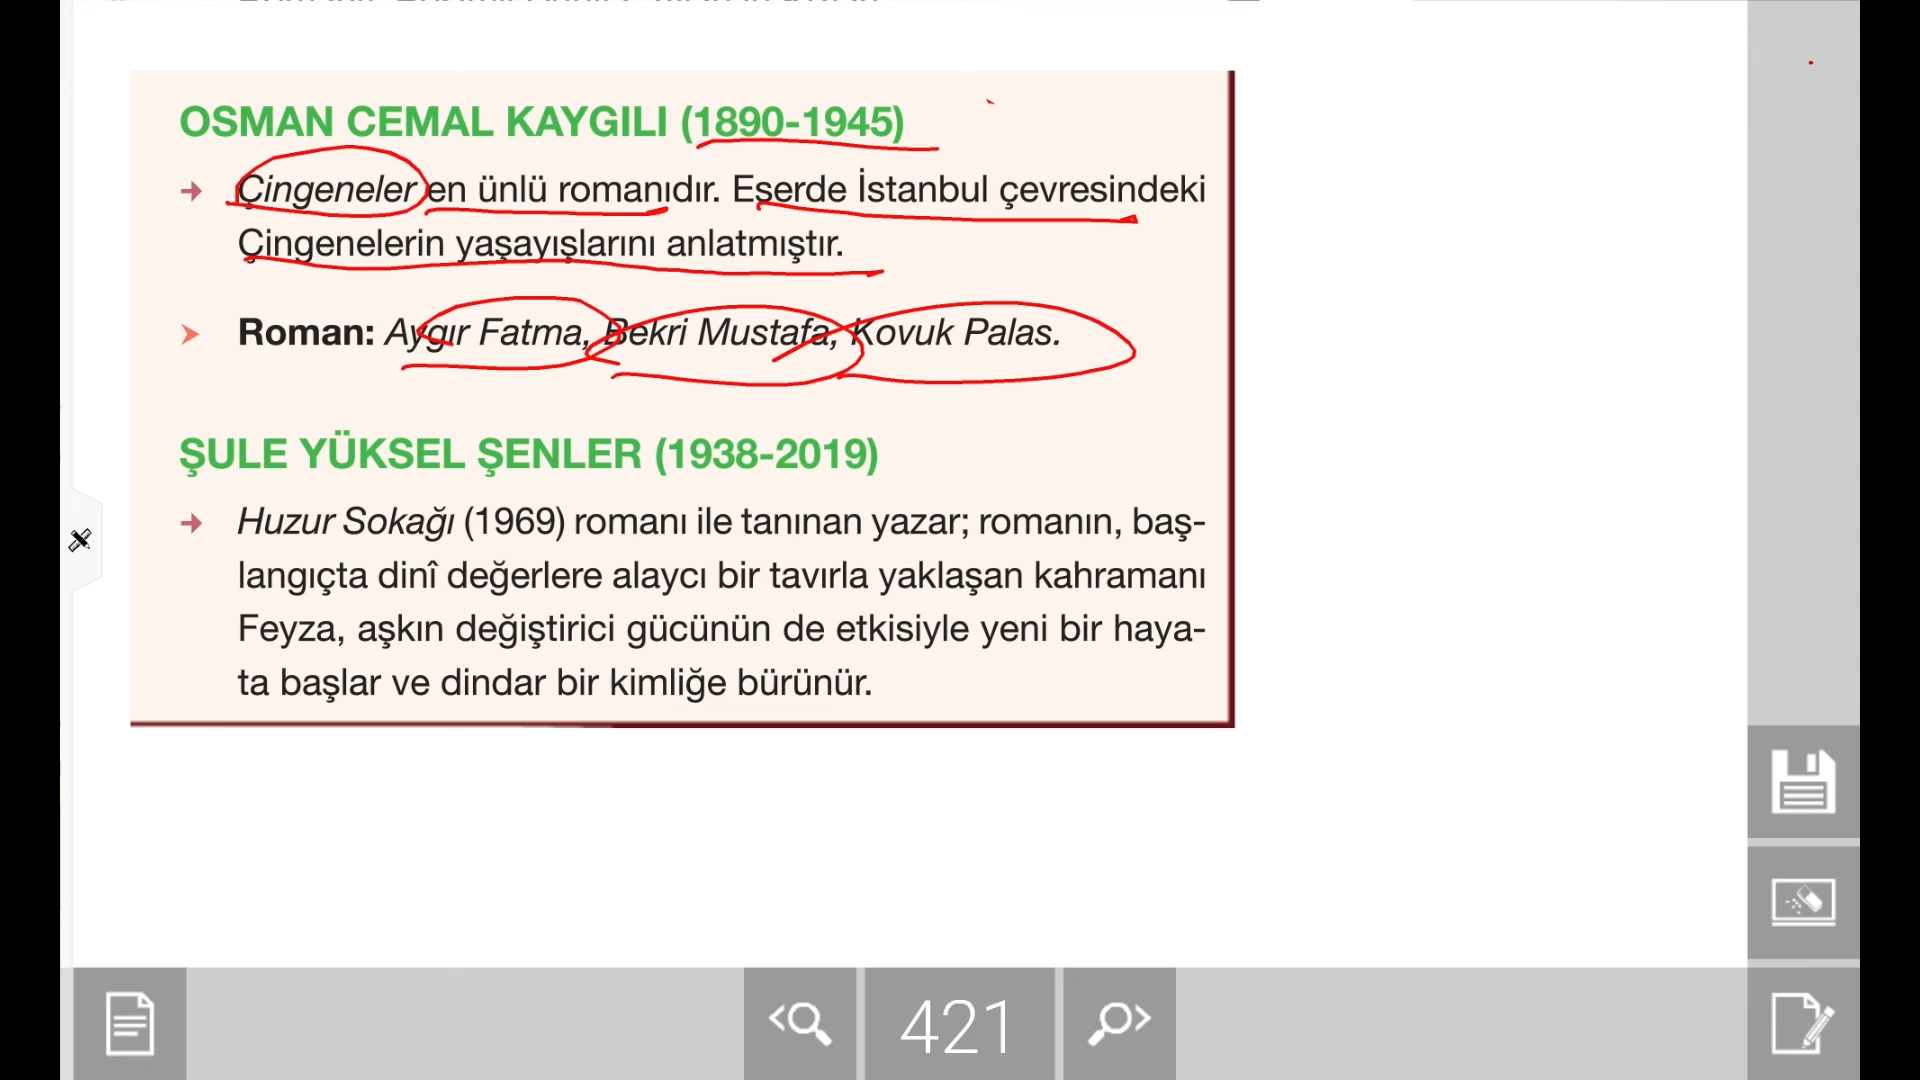 OSMAN CEMAL KAYGILI (1890-1945)
Çingeneler en ünlü romanıdır. Eserde İstanbul çevresindeki
Çingenelerin yaşayışlarını anlatmıştır.
Roman: Aygır Fatma, Bekri Mustafa, Kovuk Palas.
ŞULE YÜKSEL ŞENLER (1938-2019)
Huzur Sokağı (1969) romanı ile tanınan yazar; romanın, baş-
langıçta dinî değerlere alaycı bir tavırla yaklaşan kahramanı
Feyza, aşkın değiştirici gücünün de etkisiyle yeni bir haya-
ta başlar ve dindar bir kimliğe bürünür.
421